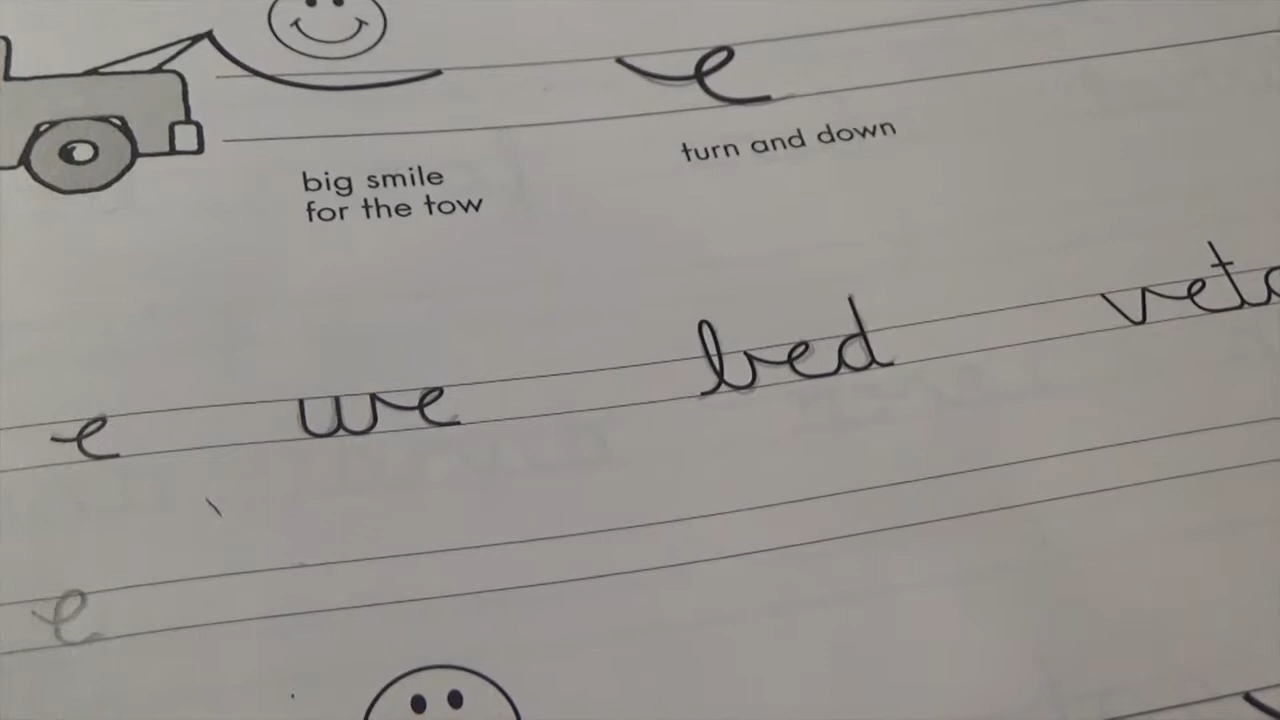 e
turn and down
big smile
for the tow
e we bed
e